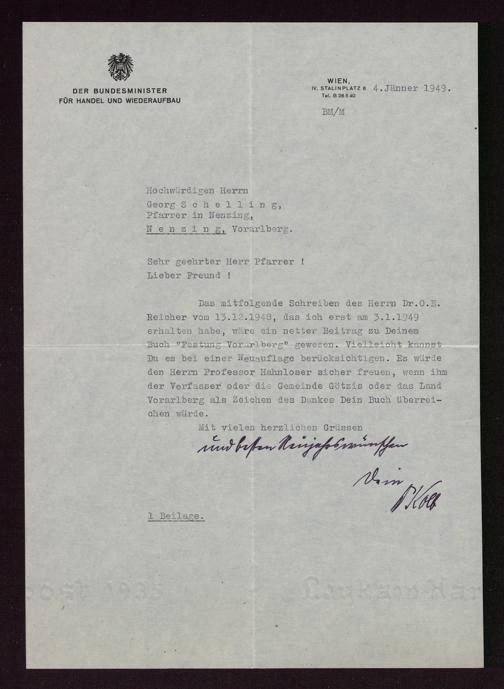 DER BUNDESMINISTER
FÜR HANDEL UND WIEDERAUFBAU
WIEN,
IV. STALINPLATZ 6 4.Jänner 1949.
Tel. B 28 5 40
BM/M
Hochwürdigen Herrn
Georg S c h e l l i n g,
Pfarrer in Nenzing,
N e n z i n g, Vorarlberg.
Sehr geehrter Herr Pfarrer !
Lieber Freund !
Das mitfolgende Schreiben des Herrn Dr.O.E.
Reicher vom 13.12.1948, das ich erst am 3.1.1949
erhalten habe, wäre ein netter Beitrag zu Deinem
Buch "Festung Vorarlberg" gewesen. Vielleicht kannst
Du es bei einer Neuauflage berücksichtigen. Es würde
den Herrn Professor Hahnloser sicher freuen, wenn ihm
der Verfasser oder die Gemeinde Götzis oder das Land
Vorarlberg als Zeichen des Dankes Dein Buch überrei-
chen würde.
Mit vielen herzlichen Grüssen
und besten Neujahrswünschen
Dein
Kolb
1 Beilage.